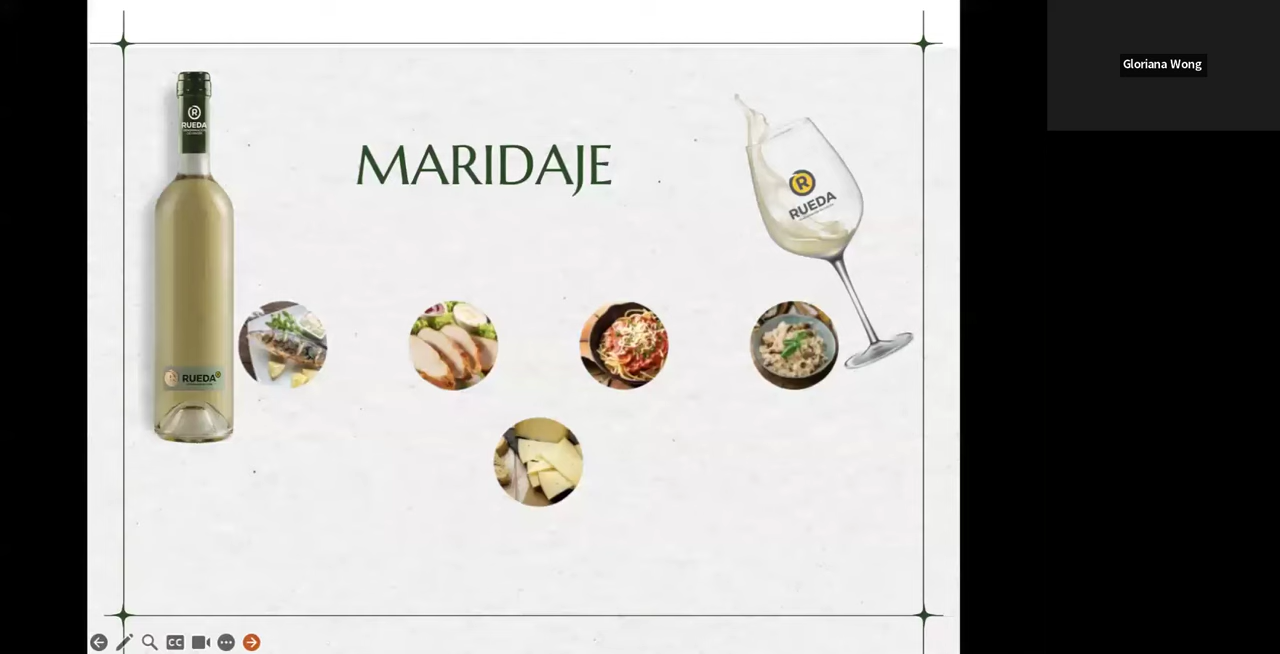 Gloriana Wong
R
RUEDA
MARIDAJE
R
RUEDA
RUEDA
CC